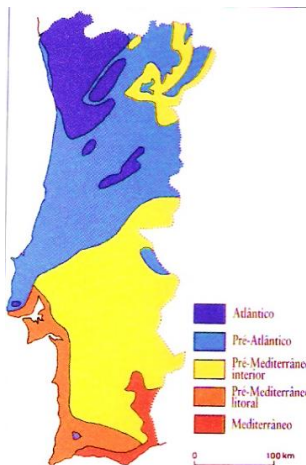 Atlântico
Pré-Atlântico
Pré-Mediterrâneo
interior
Pré-Mediterrâneo
litoral
Mediterrâneo
0 100 km